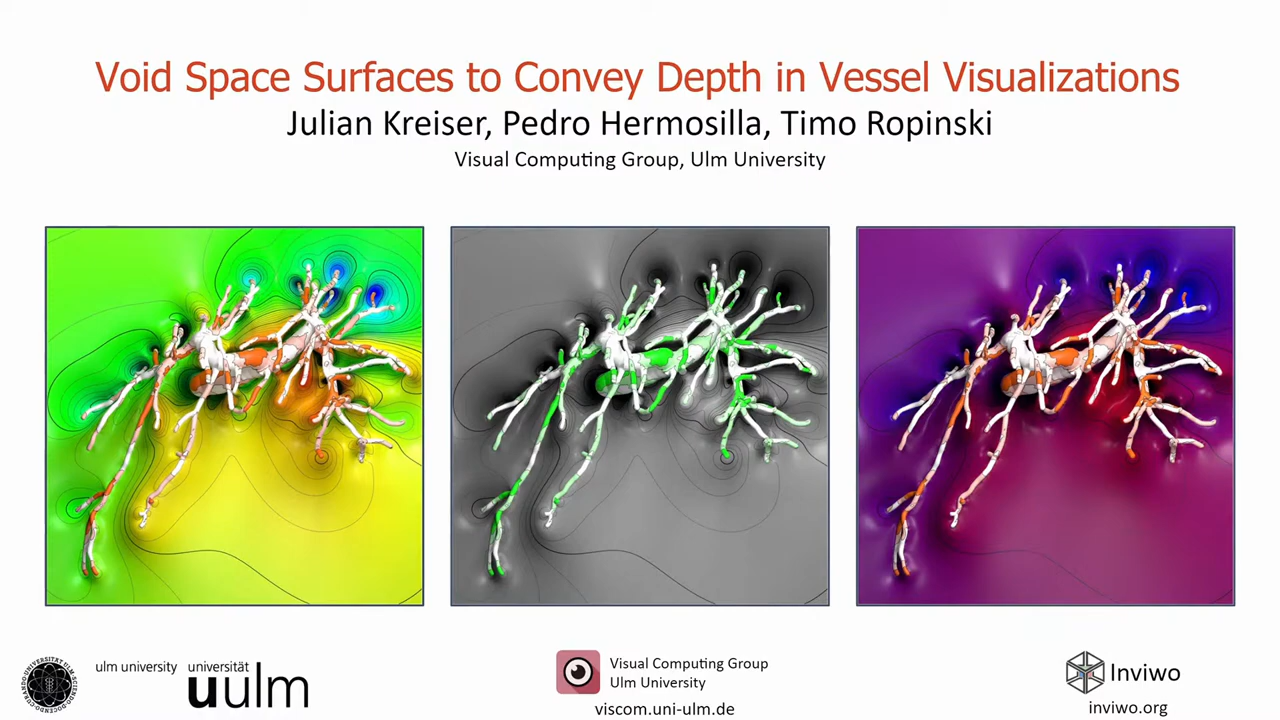 Void Space Surfaces to Convey Depth in Vessel Visualizations
Julian Kreiser, Pedro Hermosilla, Timo Ropinski
Visual Computing Group, Ulm University
ulm university universität
uulm
Visual Computing Group
Ulm University
viscom.uni-ulm.de
Inviwo
inviwo.org